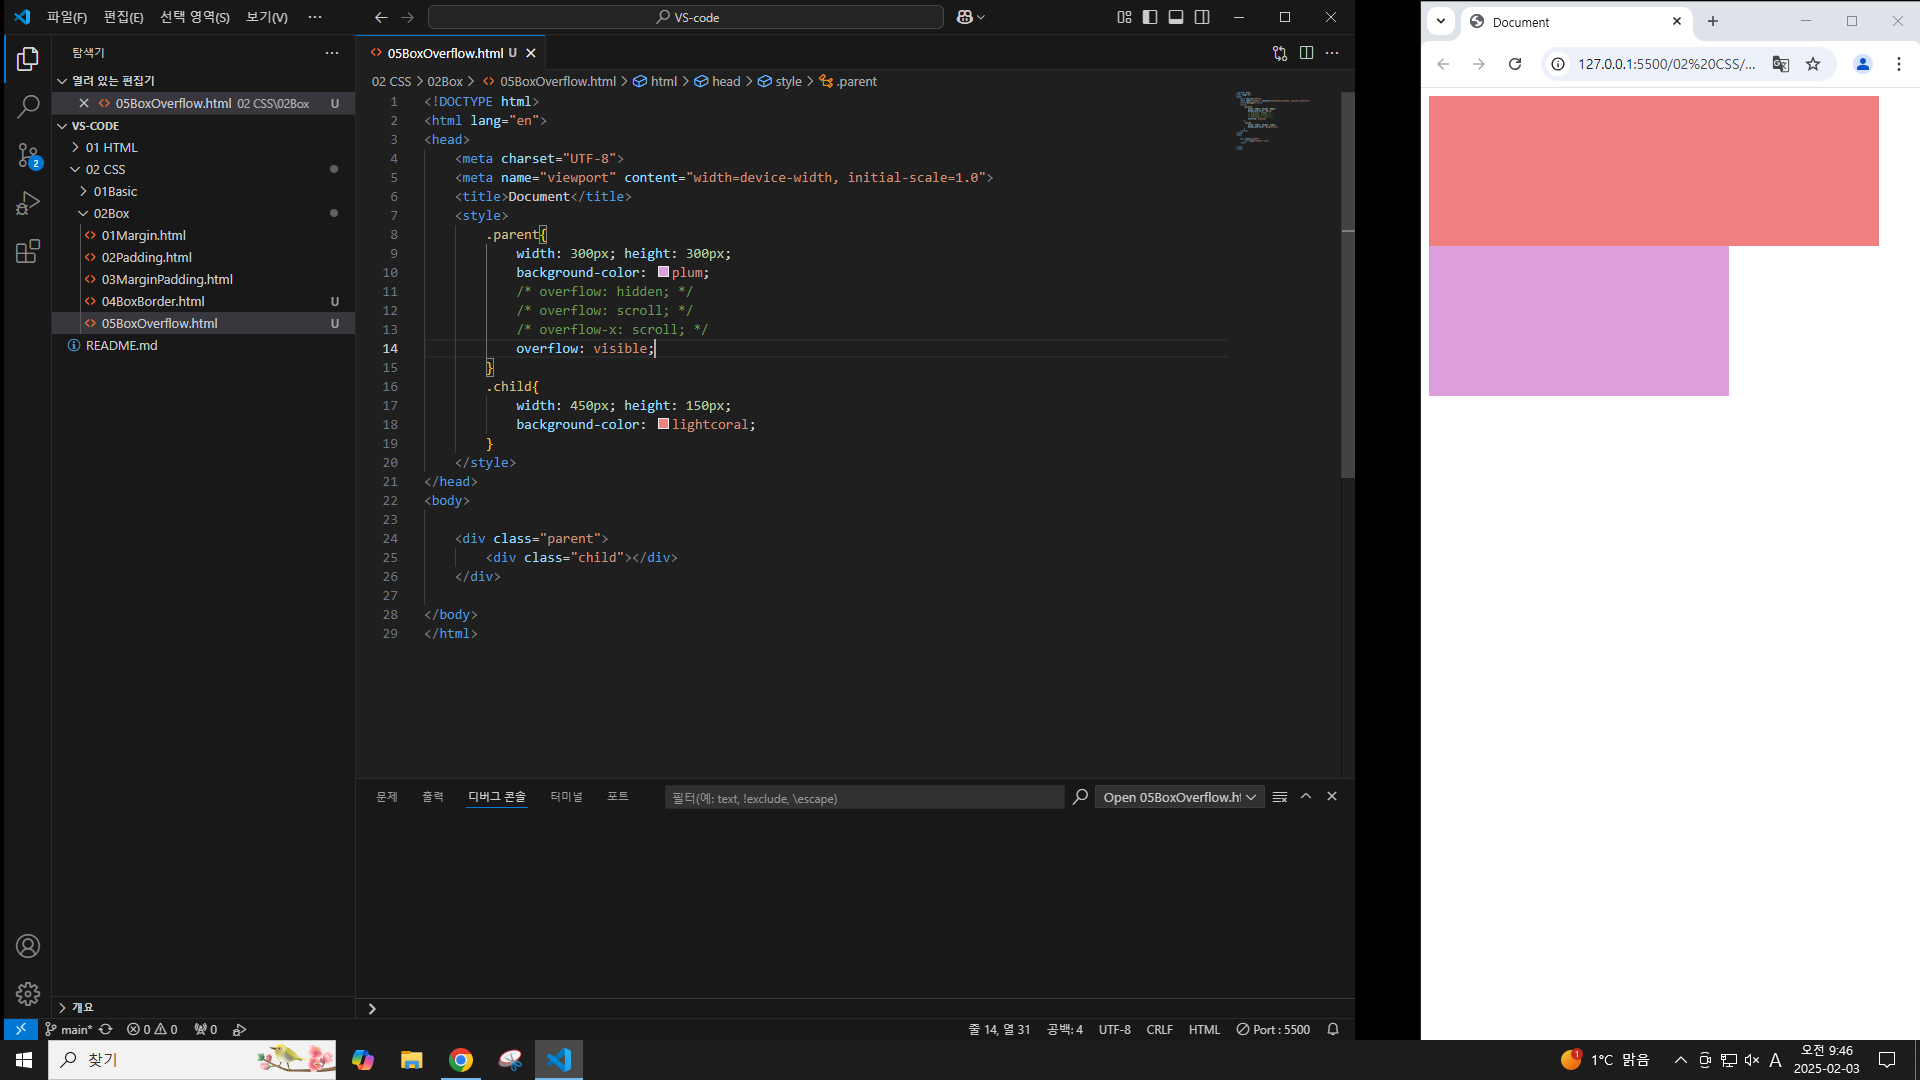 파일(F) 편집(E) 선택 영역(S) 보기(V) ··· VS-code
탐색기
열려 있는 편집기
05BoxOverflow.html 02 CSS\02Box U
VS-CODE
01 HTML
02 CSS
01Basic
02Box
01Margin.html
02Padding.html
03MarginPadding.html
04BoxBorder.html U
05BoxOverflow.html U
README.md
개요
05BoxOverflow.html U
02 CSS > 02Box > 05BoxOverflow.html > html > head > style > .parent
1 <!DOCTYPE html>
2 <html lang="en">
3 <head>
4 <meta charset="UTF-8">
5 <meta name="viewport" content="width=device-width, initial-scale=1.0">
6 <title>Document</title>
7 <style>
8 .parent{
9 width: 300px; height: 300px;
10 background-color: plum;
11 /* overflow: hidden; */
12 /* overflow: scroll; */
13 /* overflow-x: scroll; */
14 overflow: visible;
15 }
16 .child{
17 width: 450px; height: 150px;
18 background-color: lightcoral;
19 }
20 </style>
21 </head>
22 <body>
23
24 <div class="parent">
25 <div class="child"></div>
26 </div>
27
28 </body>
29 </html>
문제 출력 디버그 콘솔 터미널 포트 필터(예: text, !exclude, \escape) Open 05BoxOverflow.ht
2
main* 0 0 0 줄 14, 열 31 공백: 4 UTF-8 CRLF HTML Port : 5500
Document
127.0.0.1:5500/02%20CSS/...
찾기
1 1°C 맑음 A 오전 9:46
2025-02-03